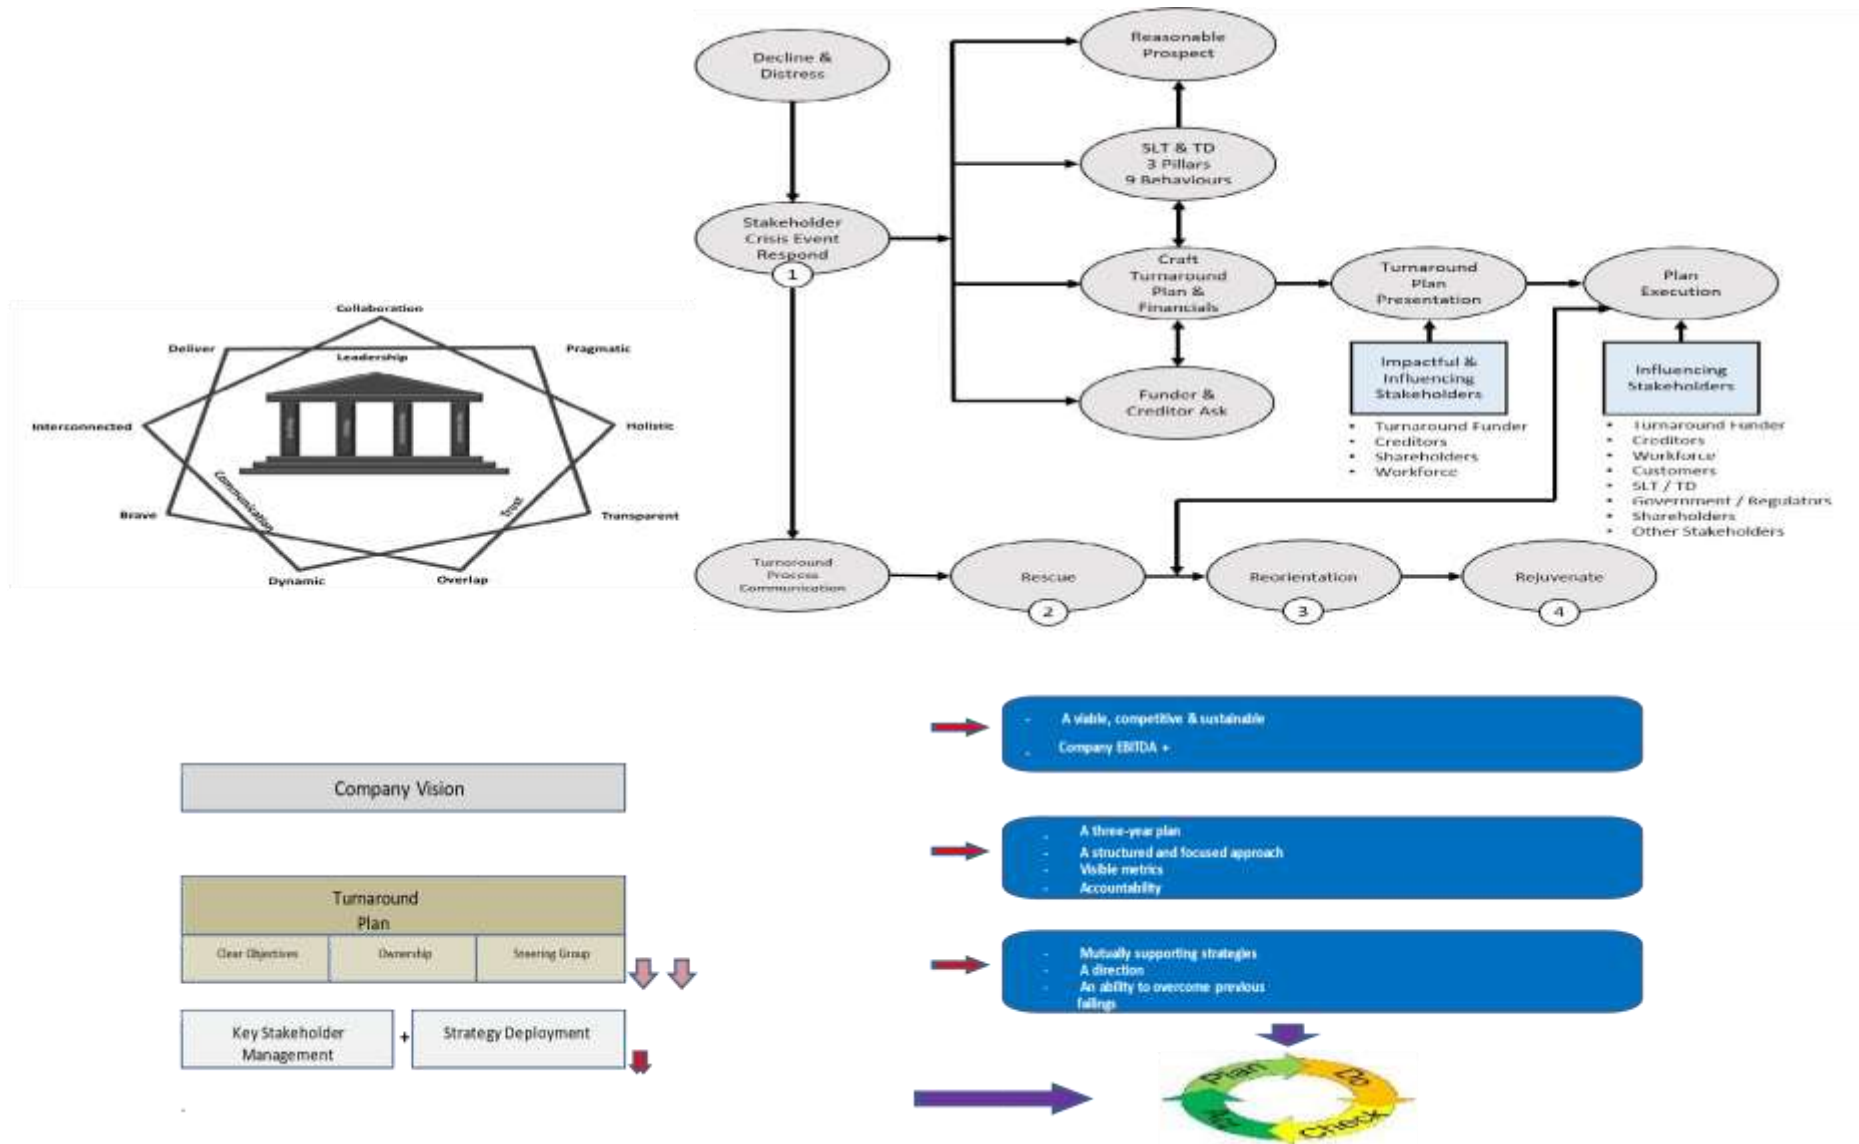 Collaboration
Deliver
Leadership
Pragmatic
Interconnected
Holistic
Communication
Trust
Brave
Transparent
Dynamic
Overlap
Decline &
Distress
Stakeholder
Crisis Event
Respond
1
Reasonable
Prospect
SLT & TD
3 Pillars
9 Behaviours
Craft
Turnaround
Plan &
Financials
Funder &
Creditor Ask
Turnaround
Plan
Presentation
Plan
Execution
Impactful &
Influencing
Stakeholders
• Turnaround Funder
• Creditors
• Shareholders
• Workforce
Influencing
Stakeholders
• Turnaround Funder
• Creditors
• Workforce
• Customers
• SLT / TD
• Government / Regulators
• Shareholders
• Other Stakeholders
Turnaround
Process
Communication
Rescue
2
Reorientation
3
Rejuvenate
4
Company Vision
Turnaround
Plan
Clear Objectives
Ownership
Steering Group
Key Stakeholder
Management
+
Strategy Deployment
- A viable, competitive & sustainable
- Company EBITDA +
- A three-year plan
- A structured and focused approach
- Visible metrics
- Accountability
- Mutually supporting strategies
- A direction
- An ability to overcome previous
failings
Plan
Do
Check
Act